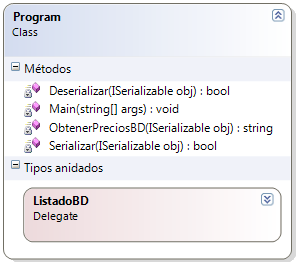 Program
Class
Métodos
Deserializar(ISerializable obj) : bool
Main(string[] args) : void
ObtenerPreciosBD(ISerializable obj) : string
Serializar(ISerializable obj) : bool
Tipos anidados
ListadoBD
Delegate